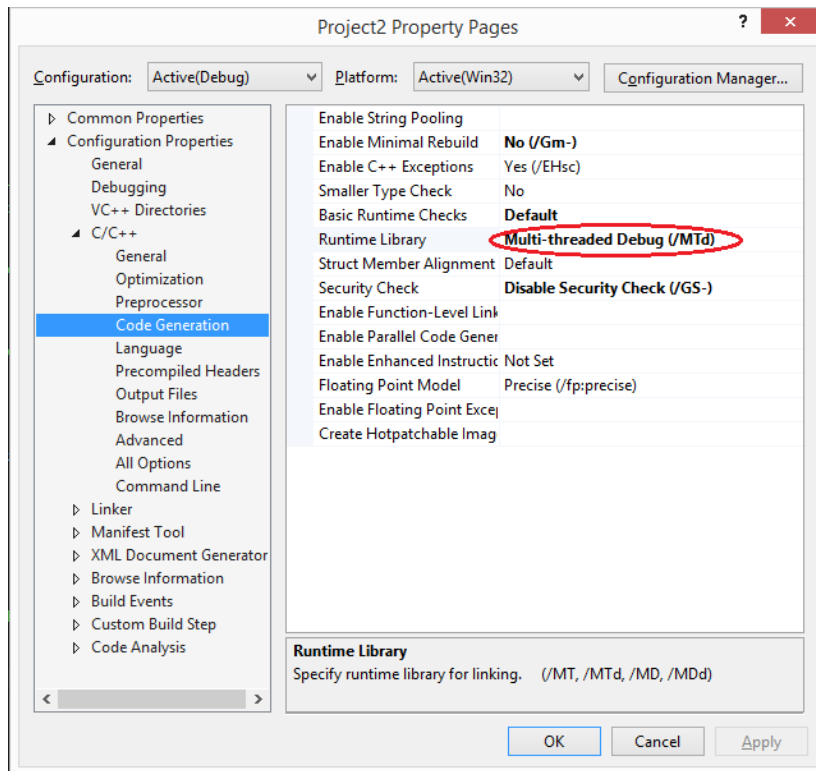 Project2 Property Pages
?
Configuration: Active(Debug) Platform: Active(Win32) Configuration Manager...
Common Properties
Configuration Properties
General
Debugging
VC++ Directories
C/C++
General
Optimization
Preprocessor
Code Generation
Language
Precompiled Headers
Output Files
Browse Information
Advanced
All Options
Command Line
Linker
Manifest Tool
XML Document Generator
Browse Information
Build Events
Custom Build Step
Code Analysis
Enable String Pooling
Enable Minimal Rebuild No (/Gm-)
Enable C++ Exceptions Yes (/EHsc)
Smaller Type Check No
Basic Runtime Checks Default
Runtime Library Multi-threaded Debug (/MTd)
Struct Member Alignment Default
Security Check Disable Security Check (/GS-)
Enable Function-Level Link
Enable Parallel Code Gener
Enable Enhanced Instructic Not Set
Floating Point Model Precise (/fp:precise)
Enable Floating Point Excep
Create Hotpatchable Imag
Runtime Library
Specify runtime library for linking. (/MT, /MTd, /MD, /MDd)
OK Cancel Apply